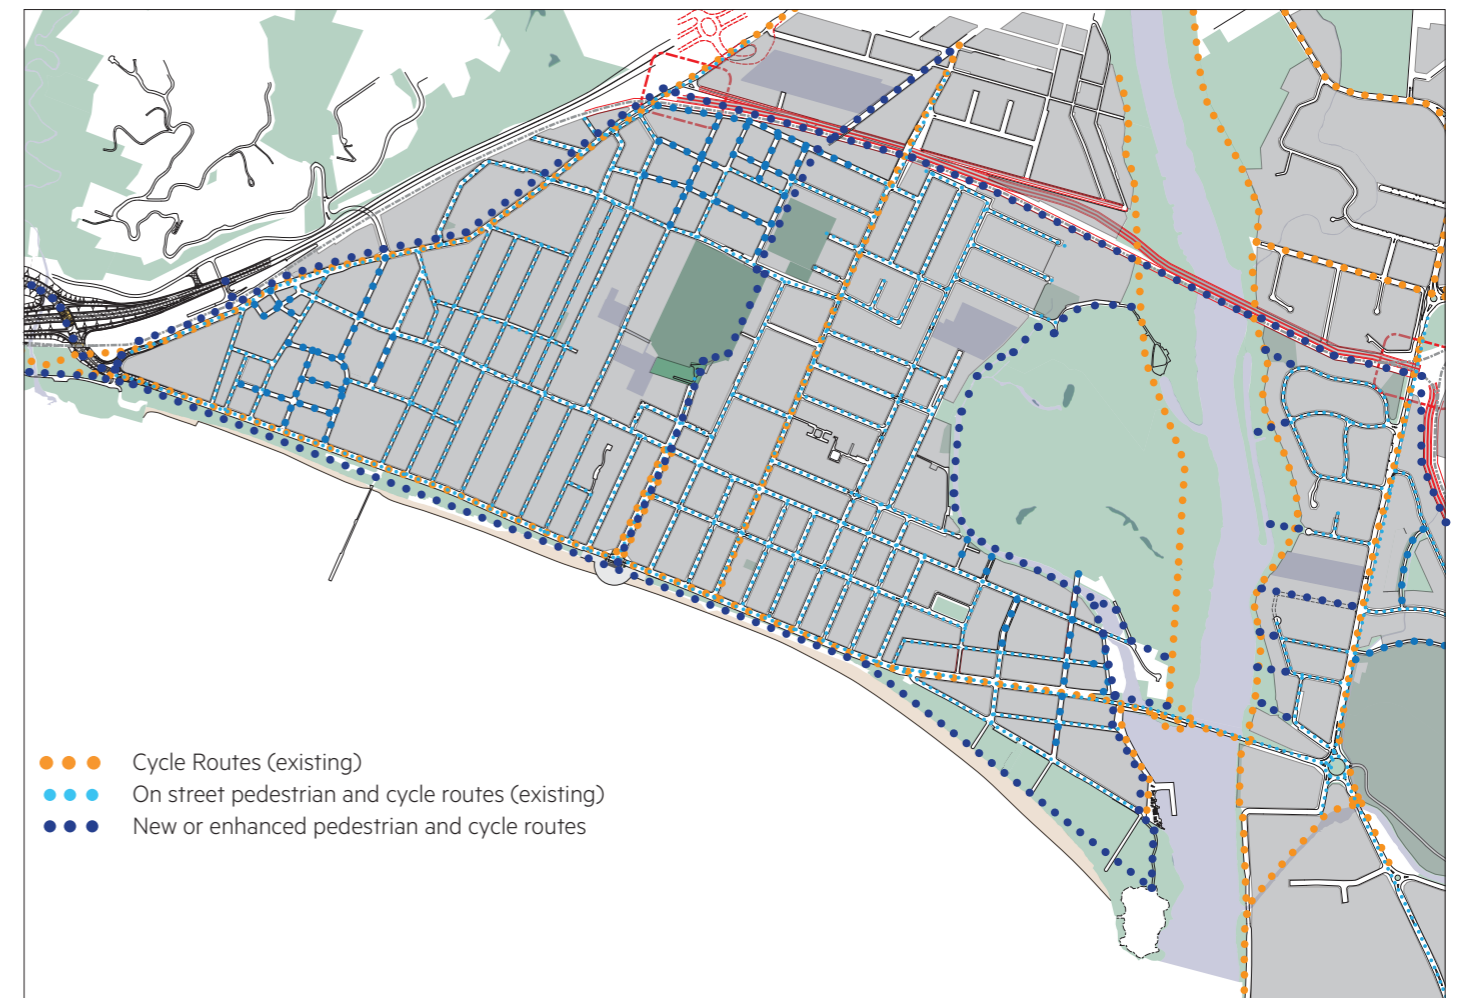 Cycle Routes (existing)
On street pedestrian and cycle routes (existing)
New or enhanced pedestrian and cycle routes